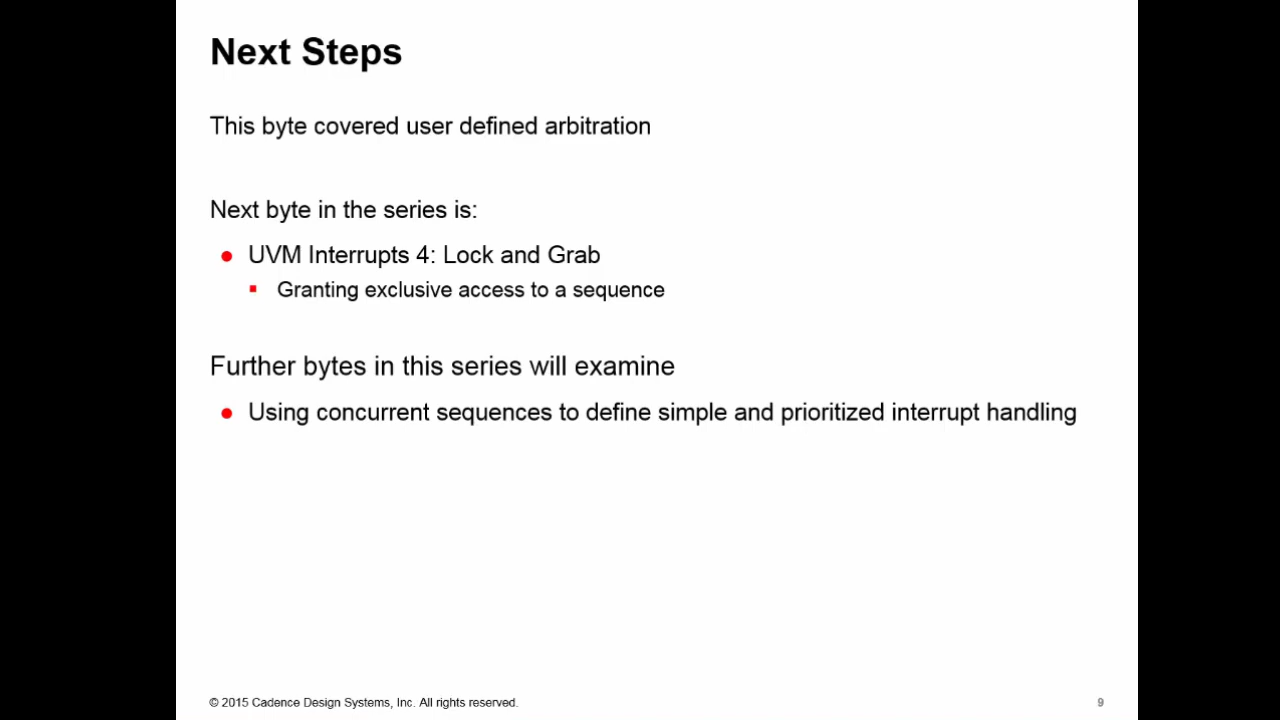 Next Steps
This byte covered user defined arbitration
Next byte in the series is:
UVM Interrupts 4: Lock and Grab
Granting exclusive access to a sequence
Further bytes in this series will examine
Using concurrent sequences to define simple and prioritized interrupt handling
© 2015 Cadence Design Systems, Inc. All rights reserved.
9